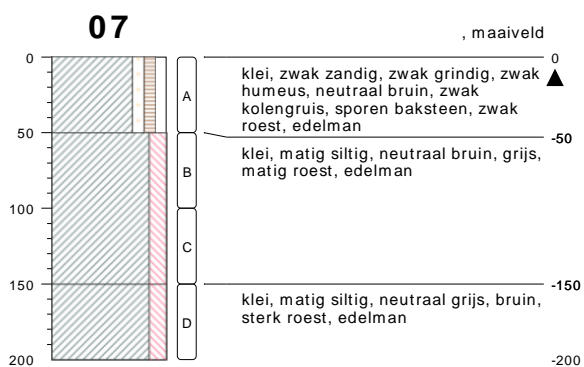 07
, maaiveld
0
0
klei, zwak zandig, zwak grindig, zwak
humeus, neutraal bruin, zwak
kolengruis, sporen baksteen, zwak
roest, edelman
A
50
-50
klei, matig siltig, neutraal bruin, grijs,
matig roest, edelman
B
100
C
150
-150
klei, matig siltig, neutraal grijs, bruin,
sterk roest, edelman
D
200
-200